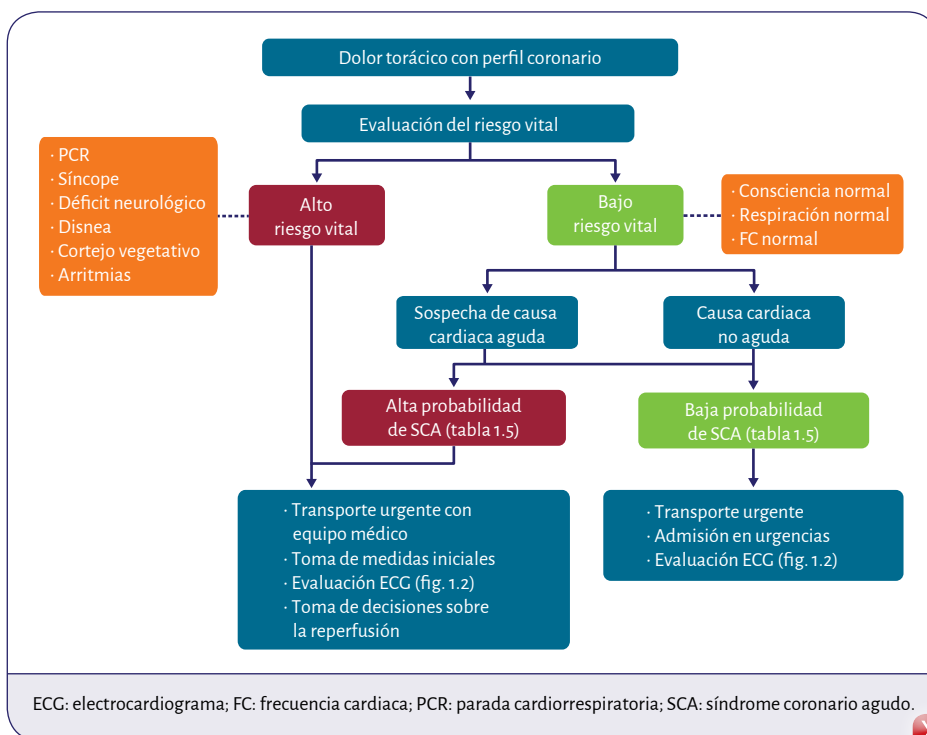 Dolor torácico con perfil coronario
Evaluación del riesgo vital
· PCR
· Síncope
· Déficit neurológico
· Disnea
· Cortejo vegetativo
· Arritmias
Alto
riesgo vital
Bajo
riesgo vital
· Consciencia normal
· Respiración normal
· FC normal
Sospecha de causa
cardiaca aguda
Causa cardiaca
no aguda
Alta probabilidad
de SCA (tabla 1.5)
Baja probabilidad
de SCA (tabla 1.5)
· Transporte urgente con
equipo médico
· Toma de medidas iniciales
· Evaluación ECG (fig. 1.2)
· Toma de decisiones sobre
la reperfusión
· Transporte urgente
· Admisión en urgencias
· Evaluación ECG (fig. 1.2)
ECG: electrocardiograma; FC: frecuencia cardiaca; PCR: parada cardiorrespiratoria; SCA: síndrome coronario agudo.